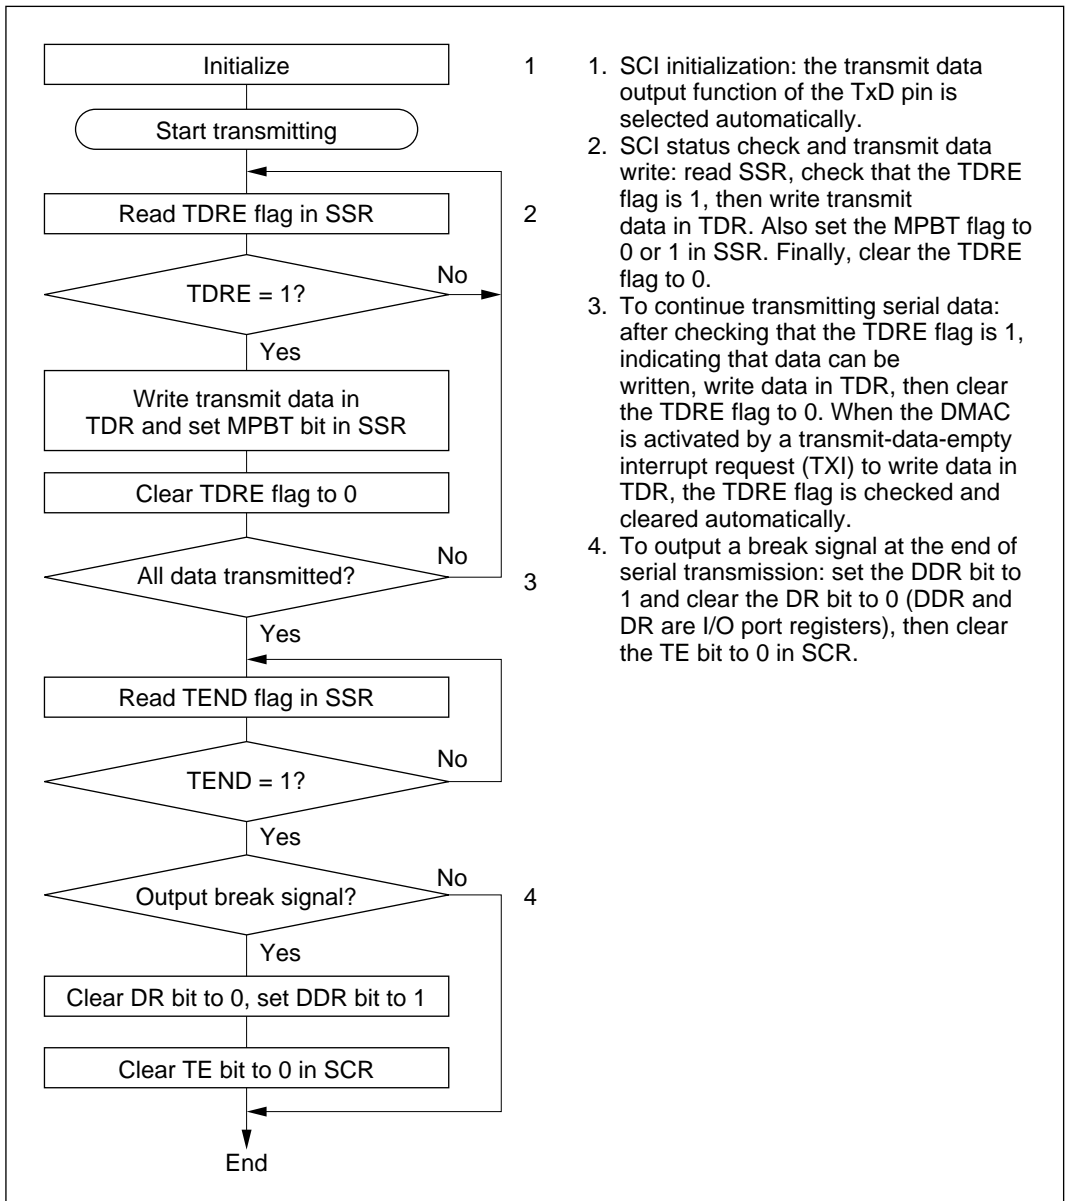 Initialize
1
Start transmitting
Read TDRE flag in SSR
2
TDRE = 1?
No
Yes
Write transmit data in
TDR and set MPBT bit in SSR
Clear TDRE flag to 0
All data transmitted?
No
3
Yes
Read TEND flag in SSR
TEND = 1?
No
Yes
Output break signal?
No
4
Yes
Clear DR bit to 0, set DDR bit to 1
Clear TE bit to 0 in SCR
End
1. SCI initialization: the transmit data
output function of the TxD pin is
selected automatically.
2. SCI status check and transmit data
write: read SSR, check that the TDRE
flag is 1, then write transmit
data in TDR. Also set the MPBT flag to
0 or 1 in SSR. Finally, clear the TDRE
flag to 0.
3. To continue transmitting serial data:
after checking that the TDRE flag is 1,
indicating that data can be
written, write data in TDR, then clear
the TDRE flag to 0. When the DMAC
is activated by a transmit-data-empty
interrupt request (TXI) to write data in
TDR, the TDRE flag is checked and
cleared automatically.
4. To output a break signal at the end of
serial transmission: set the DDR bit to
1 and clear the DR bit to 0 (DDR and
DR are I/O port registers), then clear
the TE bit to 0 in SCR.